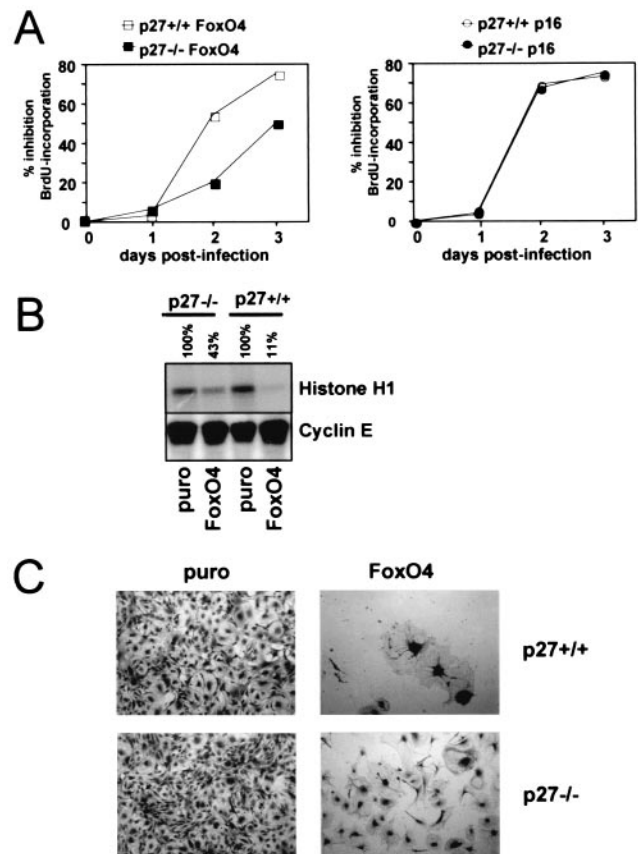 A
p27+/+ FoxO4
p27-/- FoxO4
p27+/+ p16
p27-/- p16
% inhibition
BrdU-incorporation
80
60
40
20
0
0 1 2 3
days post-infection
% inhibition
BrdU-incorporation
80
60
40
20
0
0 1 2 3
days post-infection
B
p27-/- p27+/+
100% 43% 100% 11%
Histone H1
Cyclin E
puro FoxO4 puro FoxO4
C
puro FoxO4
p27+/+
p27-/-